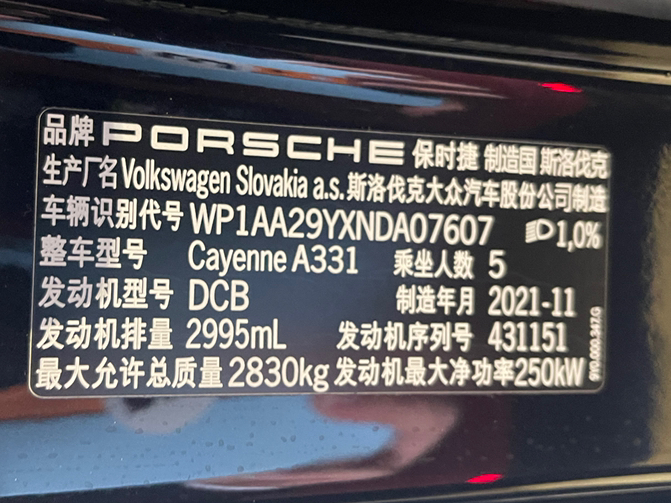 品牌 PORSCHE 保时捷 制造国 斯洛伐克
生产厂名 Volkswagen Slovakia a.s. 斯洛伐克大众汽车股份公司制造
车辆识别代号 WP1AA29YXNDA07607 1,0%
整车型号 Cayenne A331 乘坐人数 5
发动机型号 DCB 制造年月 2021-11
发动机排量 2995mL 发动机序列号 431151
最大允许总质量 2830kg 发动机最大净功率 250kW
9Y0.000.347.G